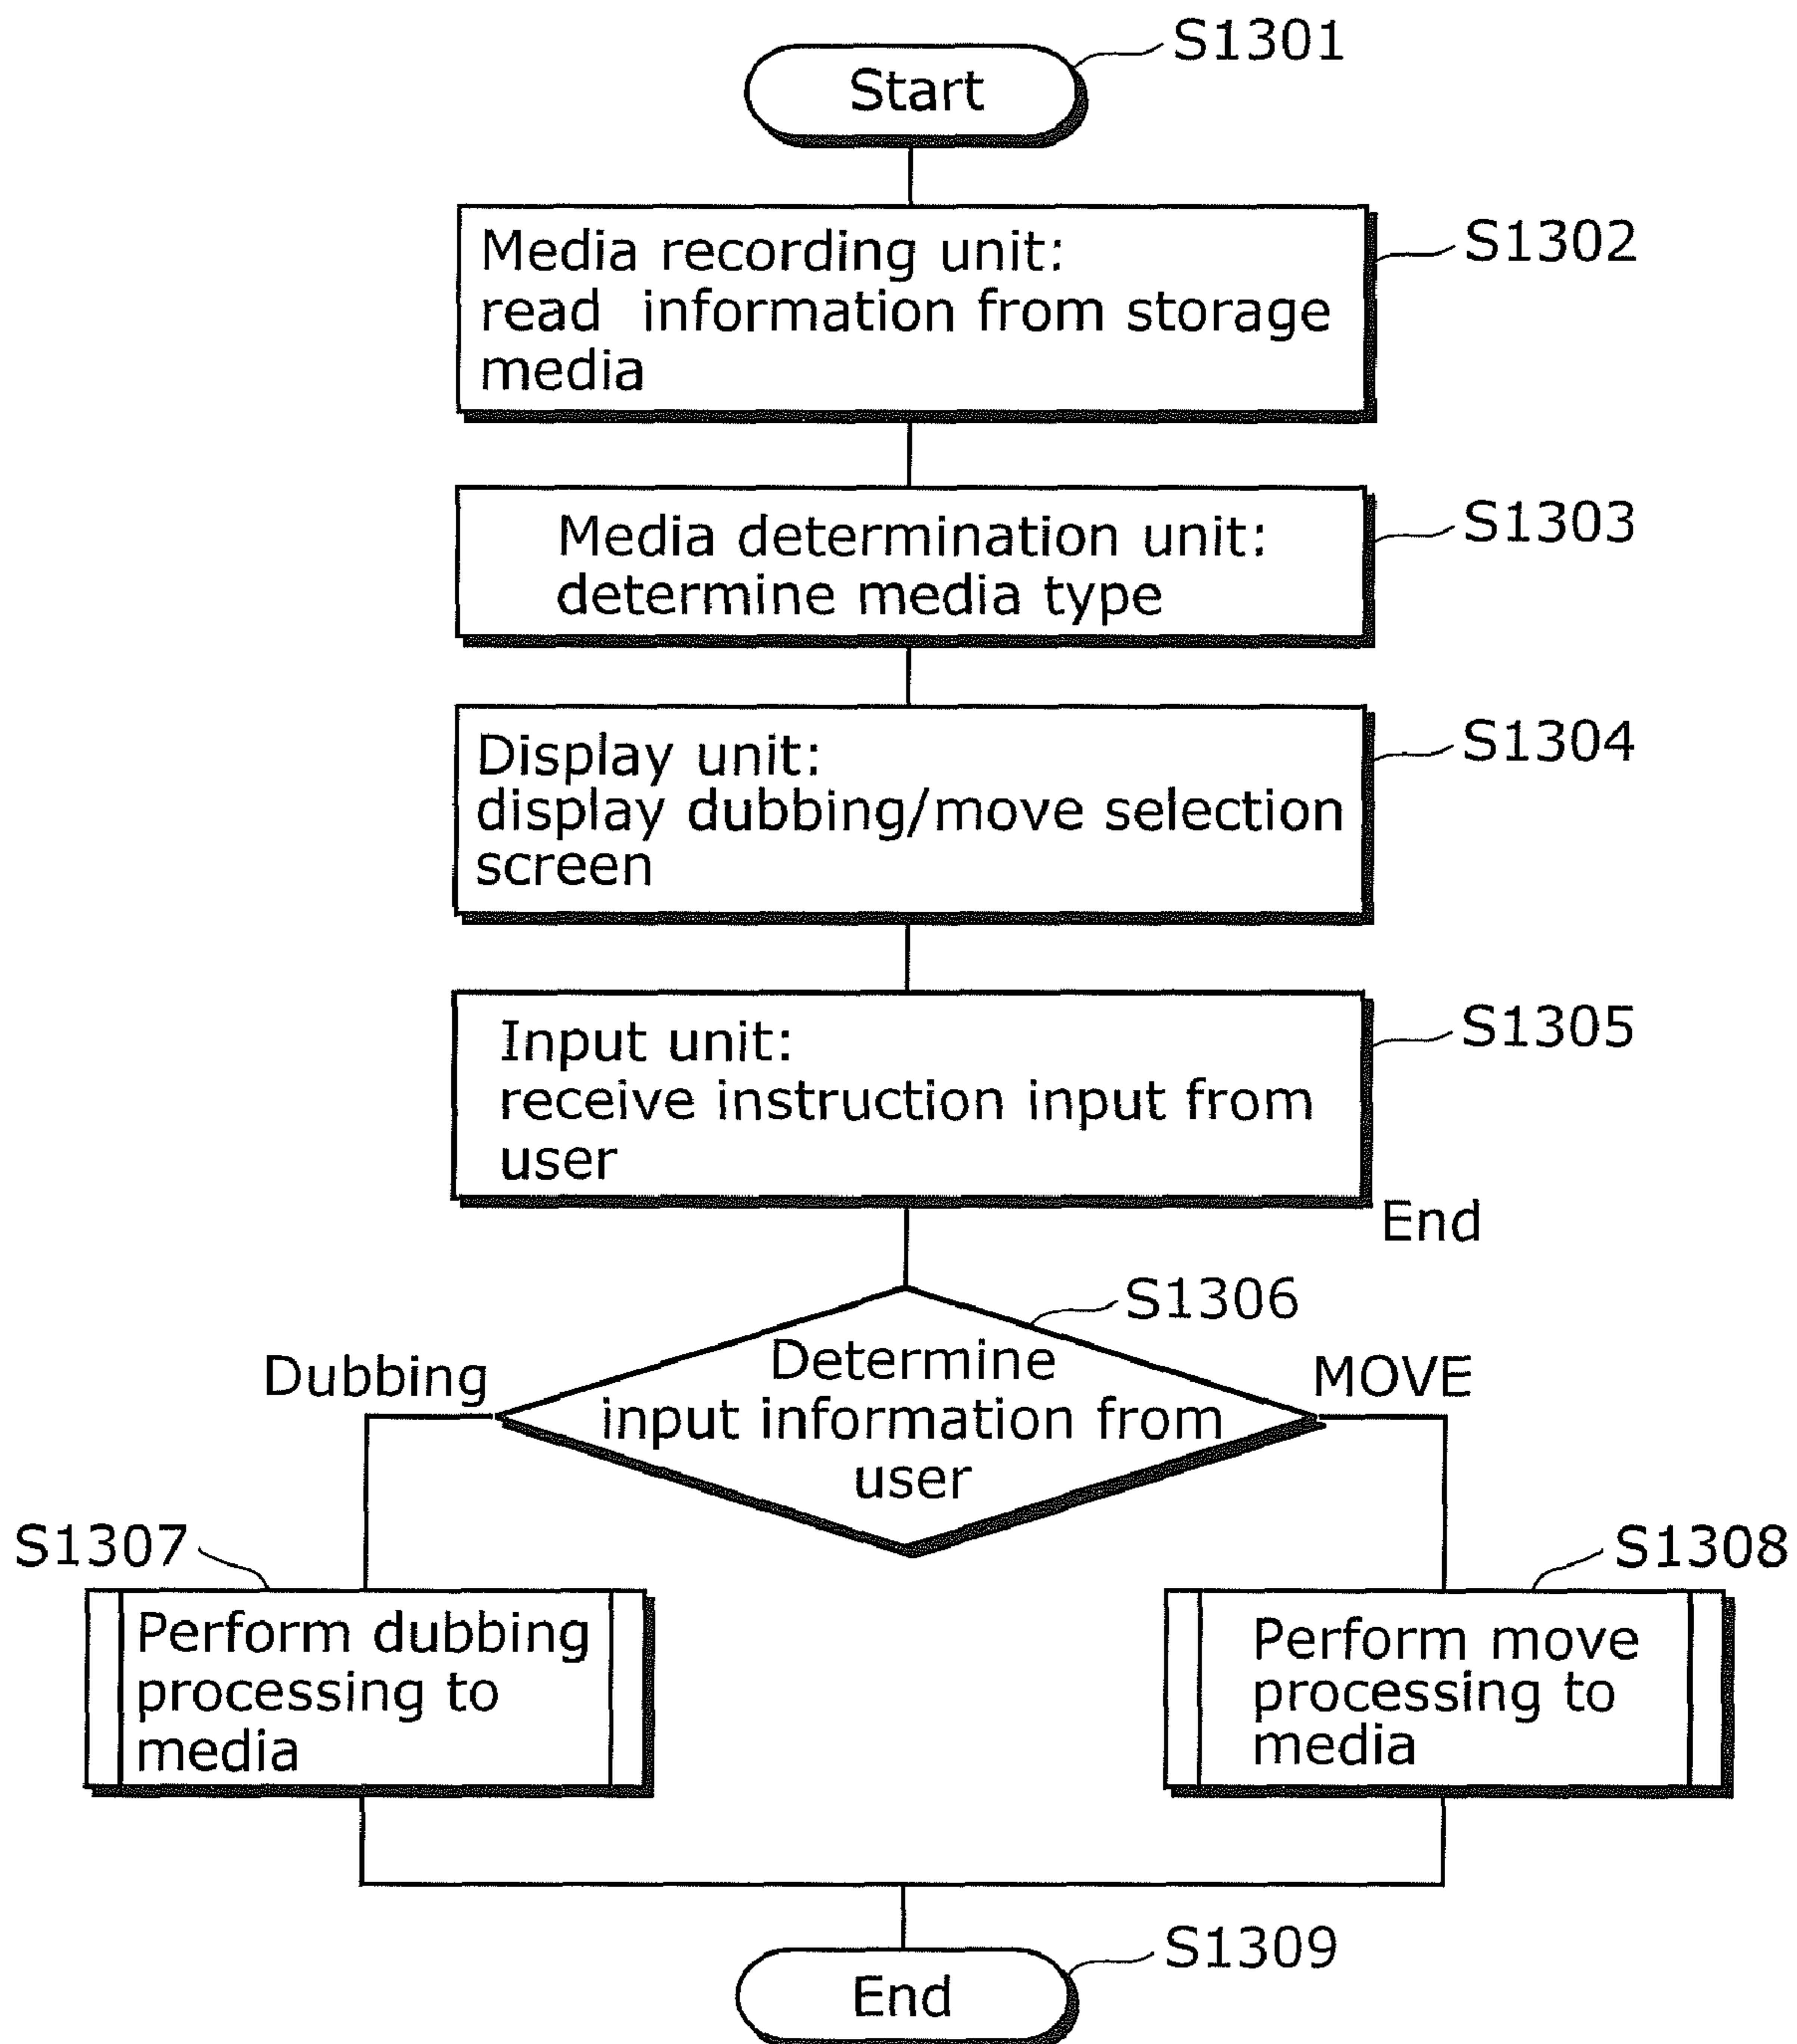 S1301
Start
S1302
Media recording unit:
read information from storage
media
S1303
Media determination unit:
determine media type
S1304
Display unit:
display dubbing/move selection
screen
S1305
Input unit:
receive instruction input from
user
End
S1306
Determine
input information from
user
Dubbing
MOVE
S1307
Perform dubbing
processing to
media
S1308
Perform move
processing to
media
S1309
End